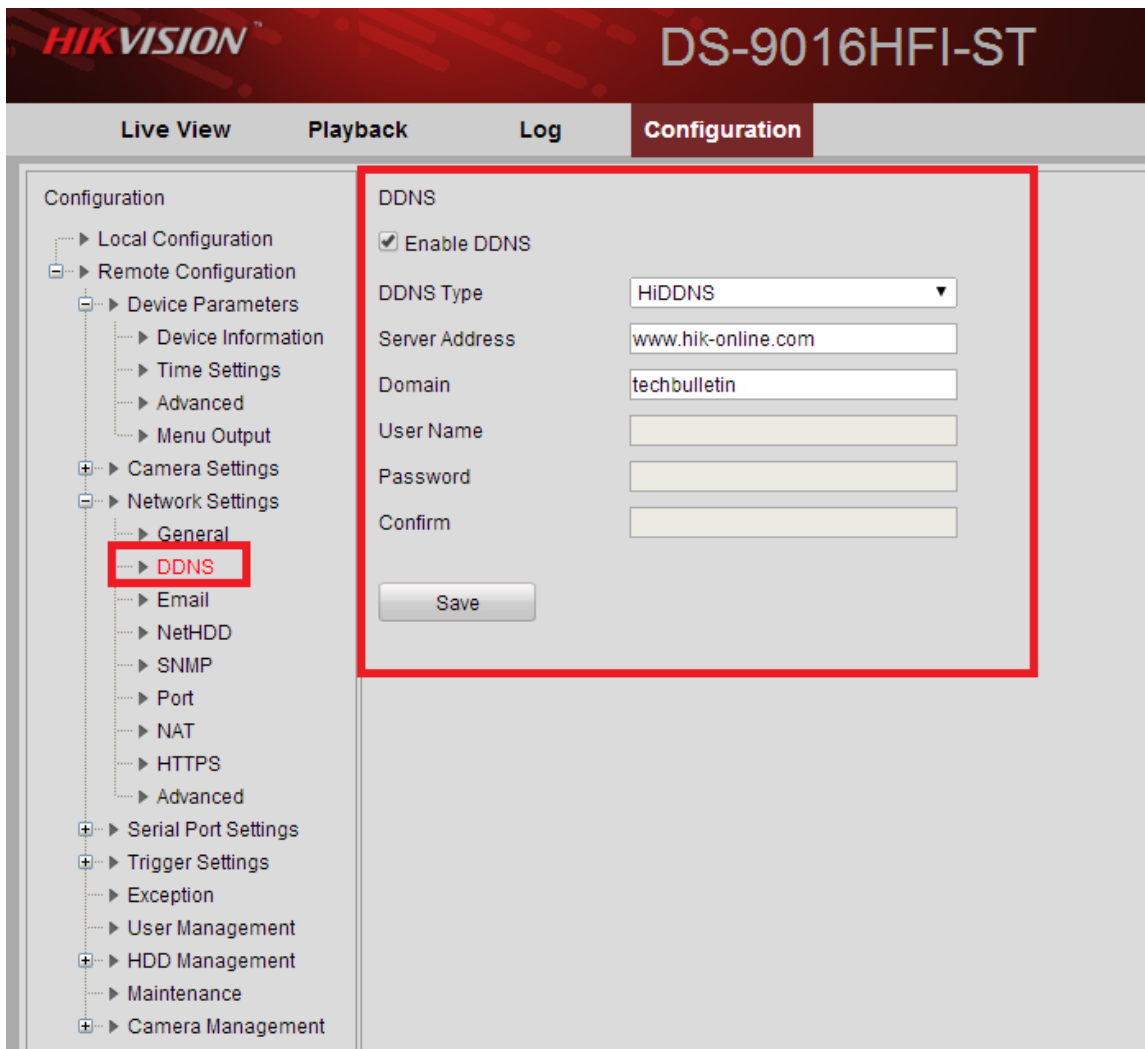 HIKVISION™
DS-9016HFI-ST
Live View Playback Log Configuration
Configuration
Local Configuration
Remote Configuration
Device Parameters
Device Information
Time Settings
Advanced
Menu Output
Camera Settings
Network Settings
General
DDNS
Email
NetHDD
SNMP
Port
NAT
HTTPS
Advanced
Serial Port Settings
Trigger Settings
Exception
User Management
HDD Management
Maintenance
Camera Management
DDNS
Enable DDNS
DDNS Type HiDDNS
Server Address www.hik-online.com
Domain techbulletin
User Name
Password
Confirm
Save